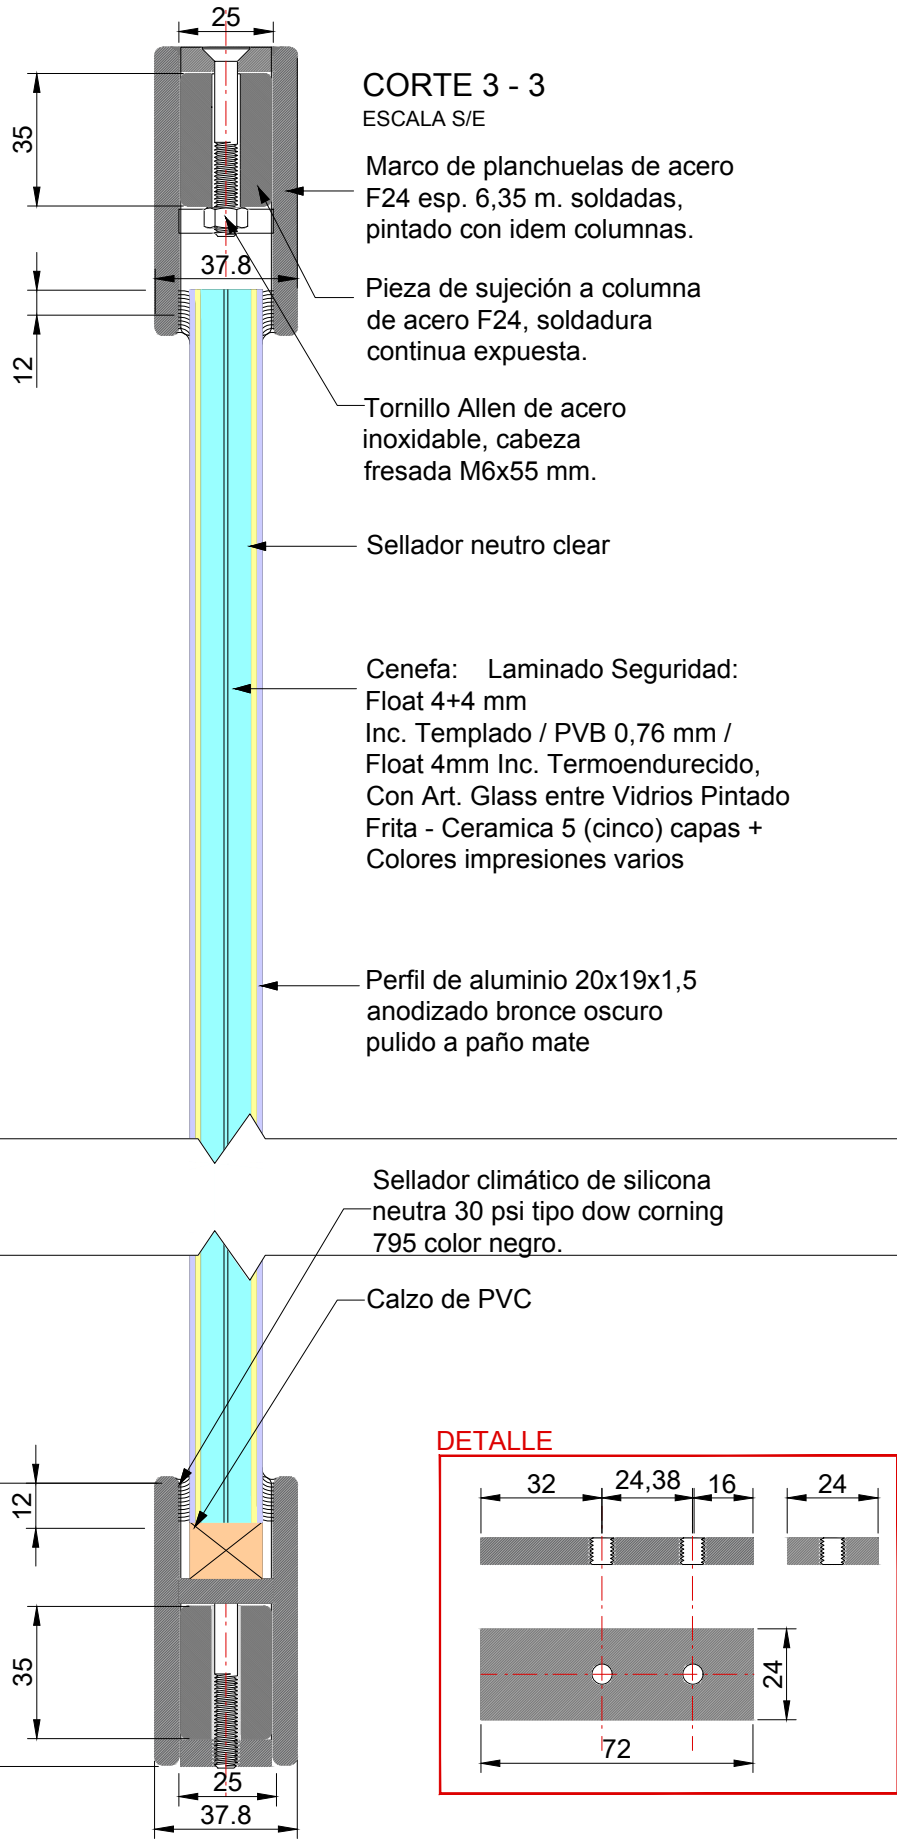 25
CORTE 3 - 3
ESCALA S/E
35
Marco de planchuelas de acero
F24 esp. 6,35 m. soldadas,
pintado con idem columnas.
37.8
Pieza de sujeción a columna
de acero F24, soldadura
continua expuesta.
12
Tornillo Allen de acero
inoxidable, cabeza
fresada M6x55 mm.
Sellador neutro clear
Cenefa: Laminado Seguridad:
Float 4+4 mm
Inc. Templado / PVB 0,76 mm /
Float 4mm Inc. Termoendurecido,
Con Art. Glass entre Vidrios Pintado
Frita - Ceramica 5 (cinco) capas +
Colores impresiones varios
Perfil de aluminio 20x19x1,5
anodizado bronce oscuro
pulido a paño mate
Sellador climático de silicona
neutra 30 psi tipo dow corning
795 color negro.
Calzo de PVC
12
35
25
37.8
DETALLE
32 24,38 16 24
24
72